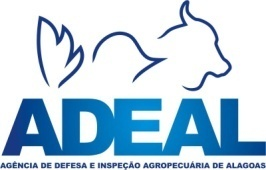 ADEAL
AGÊNCIA DE DEFESA E INSPEÇÃO AGROPECUÁRIA DE ALAGOAS